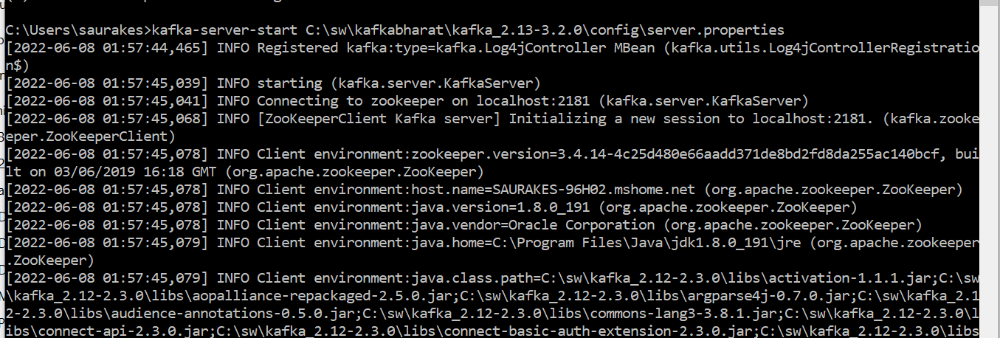 C:\Users\saurakes>kafka-server-start C:\sw\kafkabharat\kafka_2.13-3.2.0\config\server.properties
[2022-06-08 01:57:44,465] INFO Registered kafka:type=kafka.Log4jController MBean (kafka.utils.Log4jControllerRegistratio
n$)
[2022-06-08 01:57:45,039] INFO starting (kafka.server.KafkaServer)
[2022-06-08 01:57:45,041] INFO Connecting to zookeeper on localhost:2181 (kafka.server.KafkaServer)
[2022-06-08 01:57:45,068] INFO [ZooKeeperClient Kafka server] Initializing a new session to localhost:2181. (kafka.zooke
eper.ZooKeeperClient)
[2022-06-08 01:57:45,078] INFO Client environment:zookeeper.version=3.4.14-4c25d480e66aadd371de8bd2fd8da255ac140bcf, bui
lt on 03/06/2019 16:18 GMT (org.apache.zookeeper.ZooKeeper)
[2022-06-08 01:57:45,078] INFO Client environment:host.name=SAURAKES-96H02.mshome.net (org.apache.zookeeper.ZooKeeper)
[2022-06-08 01:57:45,078] INFO Client environment:java.version=1.8.0_191 (org.apache.zookeeper.ZooKeeper)
[2022-06-08 01:57:45,078] INFO Client environment:java.vendor=Oracle Corporation (org.apache.zookeeper.ZooKeeper)
[2022-06-08 01:57:45,079] INFO Client environment:java.home=C:\Program Files\Java\jdk1.8.0_191\jre (org.apache.zookeeper
.ZooKeeper)
[2022-06-08 01:57:45,079] INFO Client environment:java.class.path=C:\sw\kafka_2.12-2.3.0\libs\activation-1.1.1.jar;C:\sw
\kafka_2.12-2.3.0\libs\aopalliance-repackaged-2.5.0.jar;C:\sw\kafka_2.12-2.3.0\libs\argparse4j-0.7.0.jar;C:\sw\kafka_2.1
2-2.3.0\libs\audience-annotations-0.5.0.jar;C:\sw\kafka_2.12-2.3.0\libs\commons-lang3-3.8.1.jar;C:\sw\kafka_2.12-2.3.0\l
ibs\connect-api-2.3.0.jar;C:\sw\kafka_2.12-2.3.0\libs\connect-basic-auth-extension-2.3.0.jar;C:\sw\kafka_2.12-2.3.0\libs